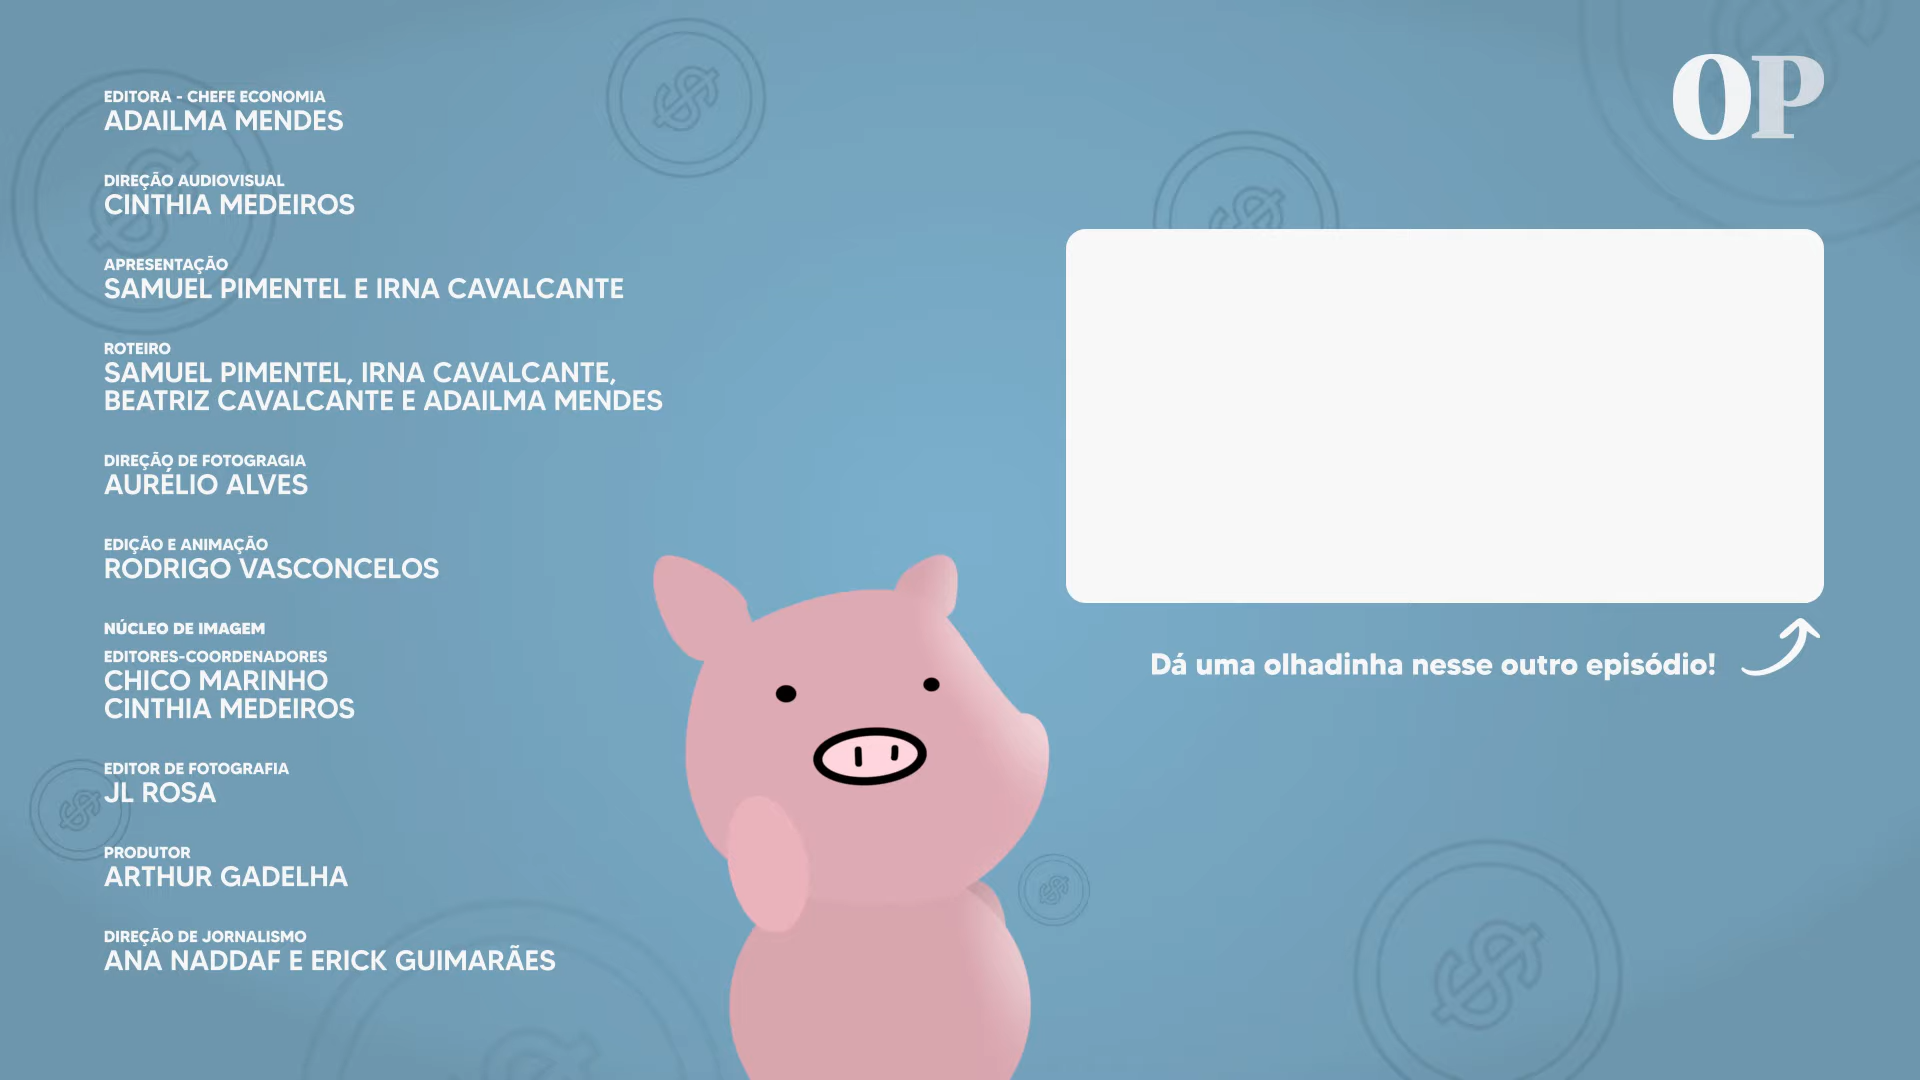 EDITORA - CHEFE ECONOMIA
ADAILMA MENDES
DIREÇÃO AUDIOVISUAL
CINTHIA MEDEIROS
APRESENTAÇÃO
SAMUEL PIMENTEL E IRNA CAVALCANTE
ROTEIRO
SAMUEL PIMENTEL, IRNA CAVALCANTE,
BEATRIZ CAVALCANTE E ADAILMA MENDES
DIREÇÃO DE FOTOGRAGIA
AURÉLIO ALVES
EDIÇÃO E ANIMAÇÃO
RODRIGO VASCONCELOS
NÚCLEO DE IMAGEM
EDITORES-COORDENADORES
CHICO MARINHO
CINTHIA MEDEIROS
EDITOR DE FOTOGRAFIA
JL ROSA
PRODUTOR
ARTHUR GADELHA
DIREÇÃO DE JORNALISMO
ANA NADDAF E ERICK GUIMARÃES
OP
Dá uma olhadinha nesse outro episódio!